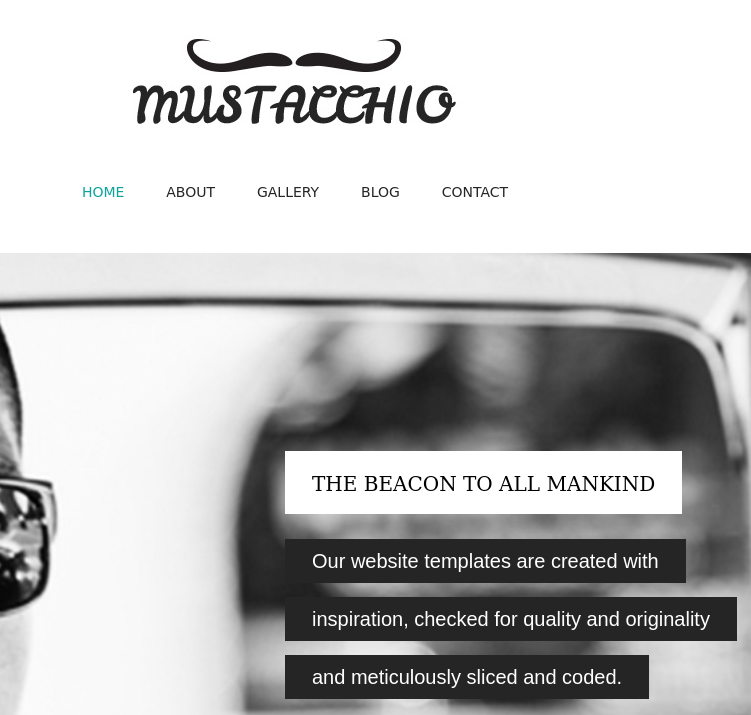 MUSTACCHIO
HOME ABOUT GALLERY BLOG CONTACT
THE BEACON TO ALL MANKIND
Our website templates are created with
inspiration, checked for quality and originality
and meticulously sliced and coded.